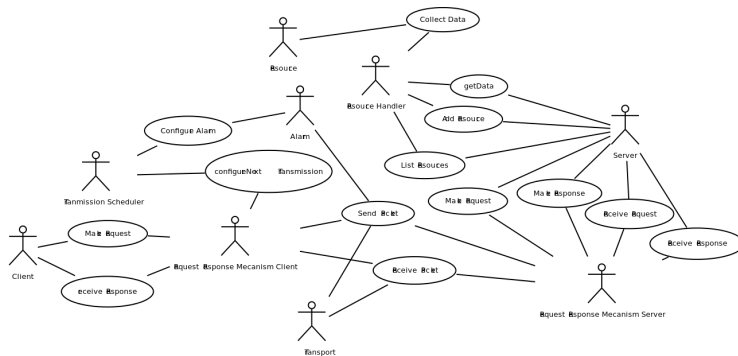 Collect Data
Resource
Resource Handler
getData
Add Resource
Alarm
Configure Alarm
Server
List Resources
configureNext Transmission
Tranmission Scheduler
Make Request
Make Response
Send Packet
Receive Request
Make Request
Receive Response
Client
Request Response Mecanism Client
Receive Packet
receive Response
Request Response Mecanism Server
Transport